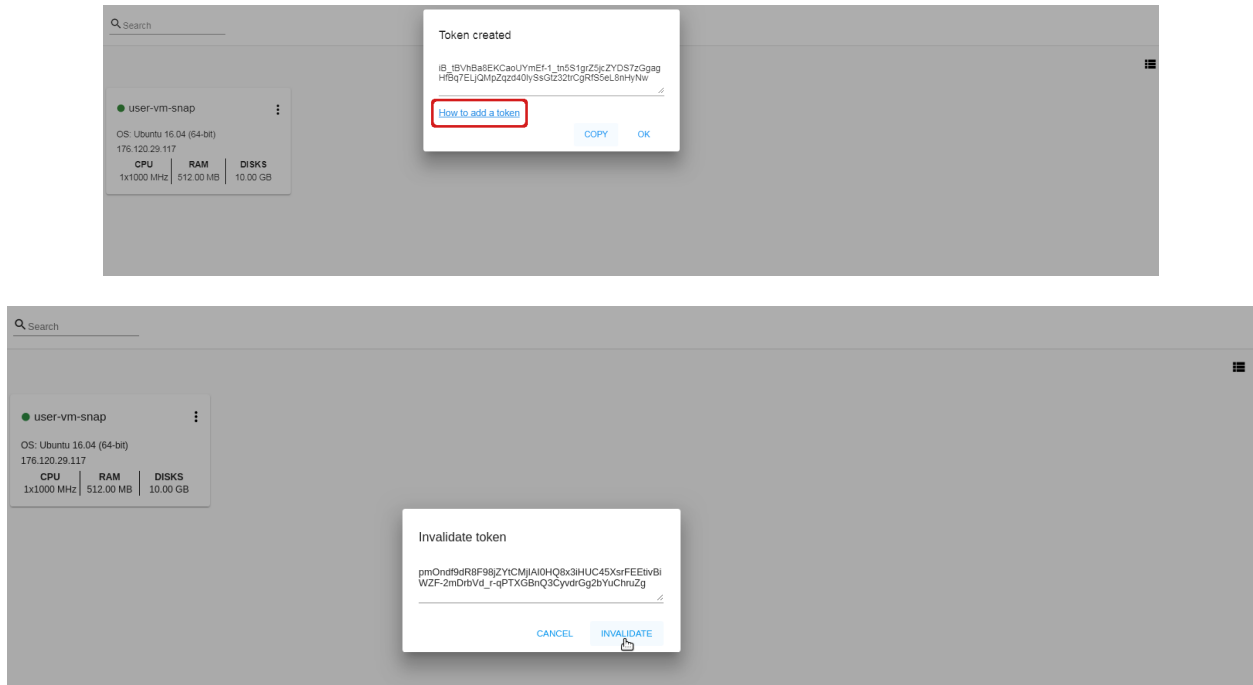 Search
Token created
iB_tBVhBa8EKCaoUYmEf-1_tn5S1grZ5jcZYDS7zGgag
HfBq7ELjQMpZqzd40lySsGtz32trCgRfS5eL8nHyNw
How to add a token
COPY OK
user-vm-snap
OS: Ubuntu 16.04 (64-bit)
176.120.29.117
CPU RAM DISKS
1x1000 MHz 512.00 MB 10.00 GB
Search
user-vm-snap
OS: Ubuntu 16.04 (64-bit)
176.120.29.117
CPU RAM DISKS
1x1000 MHz 512.00 MB 10.00 GB
Invalidate token
pmOndf9dR8F98jZYtCMjIAI0HQ8x3iHUC45XsrFEEtivBi
WZF-2mDrbVd_r-qPTXGBnQ3CyvdrGg2bYuChruZg
CANCEL INVALIDATE